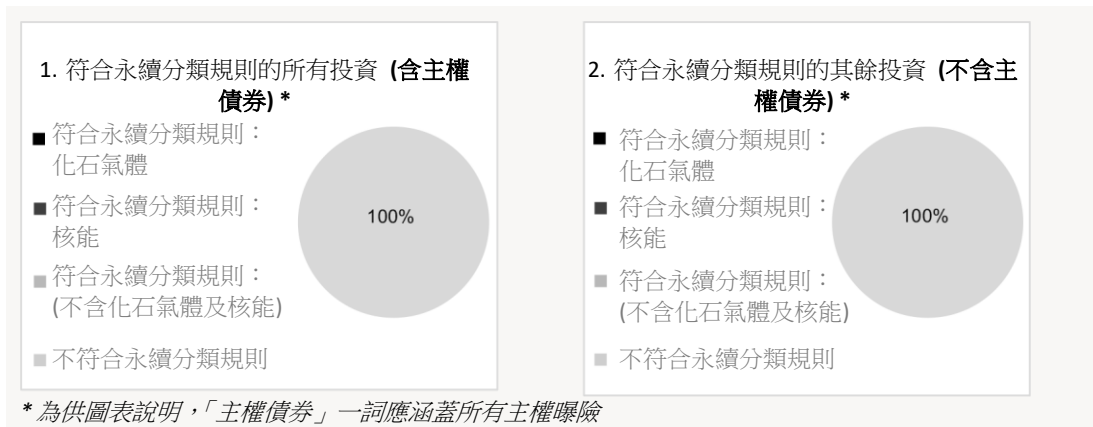 1. 符合永續分類規則的所有投資 (含主權
債券) *
符合永續分類規則：
化石氣體
符合永續分類規則：
核能
符合永續分類規則：
(不含化石氣體及核能)
不符合永續分類規則
100%
2. 符合永續分類規則的其餘投資 (不含主
權債券) *
符合永續分類規則：
化石氣體
符合永續分類規則：
核能
符合永續分類規則：
(不含化石氣體及核能)
不符合永續分類規則
100%
* 為供圖表說明，「主權債券」一詞應涵蓋所有主權曝險